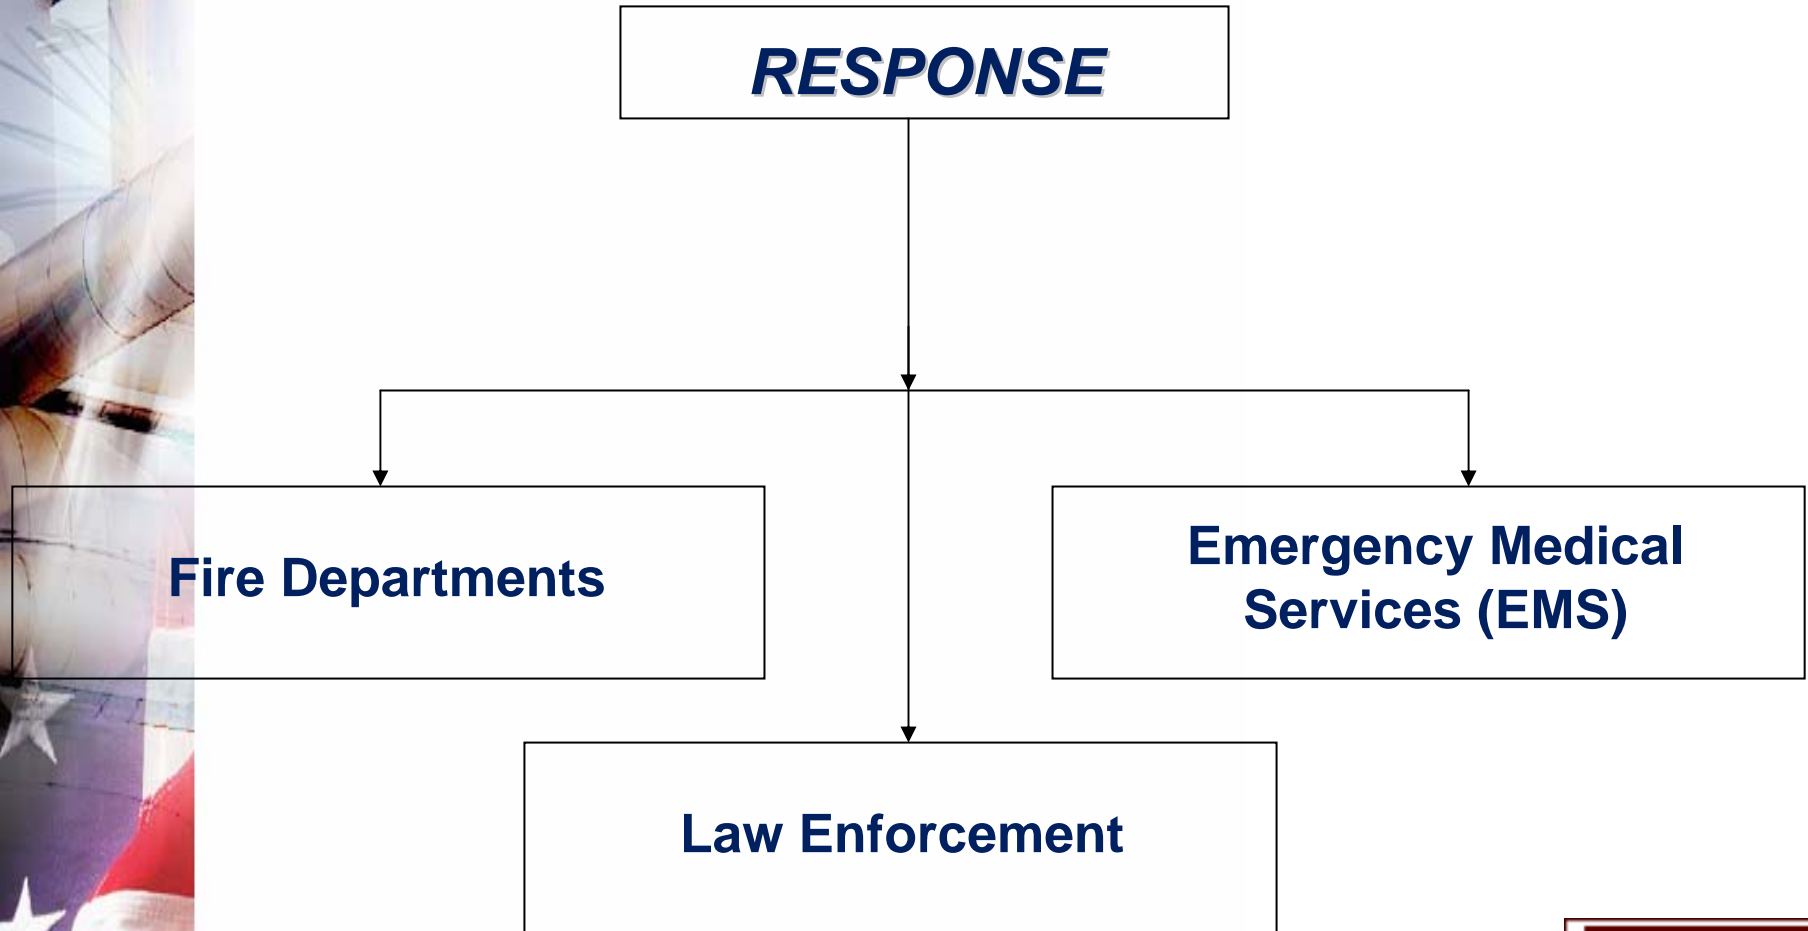 RESPONSE
Fire Departments
Emergency Medical
Services (EMS)
Law Enforcement